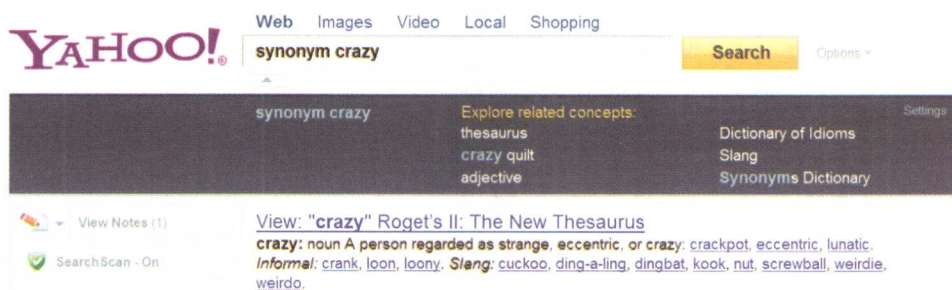 Web Images Video Local Shopping
YAHOO!®
synonym crazy
Search
Options
synonym crazy
Explore related concepts:
Settings
thesaurus
Dictionary of Idioms
crazy quilt
Slang
adjective
Synonyms Dictionary
View Notes (1)
SearchScan - On
View: "crazy" Roget's II: The New Thesaurus
crazy: noun A person regarded as strange, eccentric, or crazy: crackpot, eccentric, lunatic.
Informal: crank, loon, loony. Slang: cuckoo, ding-a-ling, dingbat, kook, nut, screwball, weirdie,
weirdo.